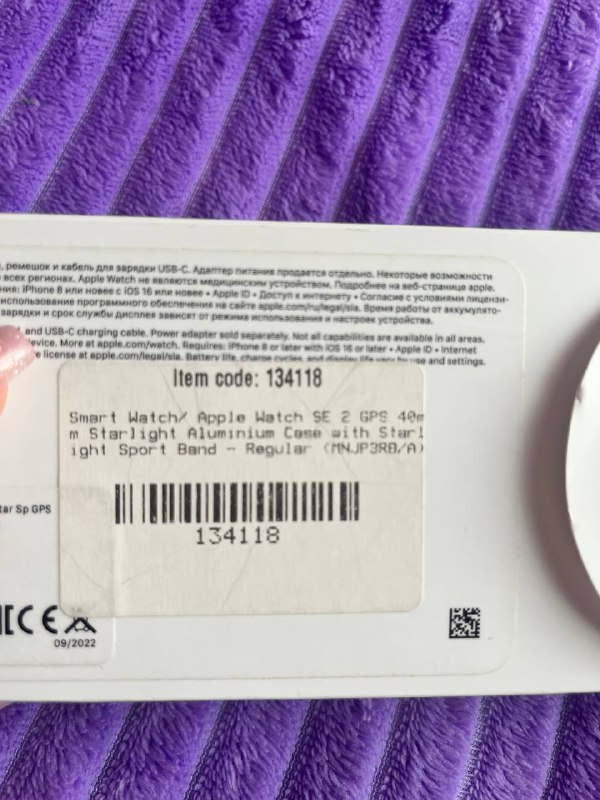 , ремешок и кабель для зарядки USB-C. Адаптер питания продается отдельно. Некоторые возможности
всех регионах. Apple Watch не являются медицинским устройством. Подробнее на веб-странице apple.
ния: iPhone 8 или новее с iOS 16 или новее • Apple ID • Доступ к интернету • Согласие с условиями лицензи-
использование программного обеспечения на сайте apple.com/ru/legal/sla. Время работы от аккумулято-
зарядки и срок службы дисплея зависят от режима использования и настроек устройства.
and USB-C charging cable. Power adapter sold separately. Not all capabilities are available in all areas.
device. More at apple.com/watch. Requires: iPhone 8 or later with iOS 16 or later • Apple ID • Internet
e license at apple.com/legal/sla. Battery life, charge cycles, and display life vary by use and settings.
Item code: 134118
Smart Watch/ Apple Watch SE 2 GPS 40m
m Starlight Aluminium Case with Starl
ight Sport Band - Regular (MNJP3RB/A)
tar Sp GPS
134118
CE
09/2022